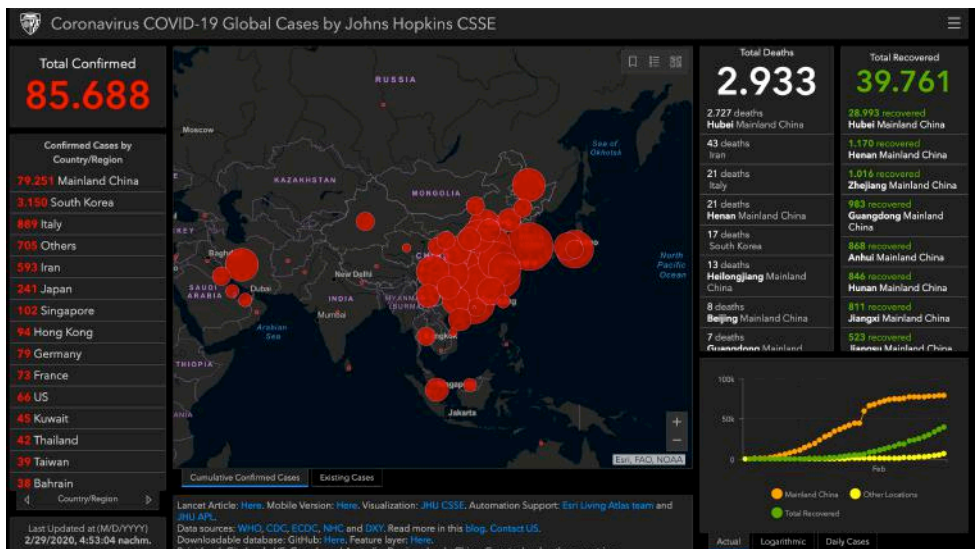 Coronavirus COVID-19 Global Cases by Johns Hopkins CSSE
Total Confirmed
85.688
Confirmed Cases by
Country/Region
79.251 Mainland China
3.150 South Korea
889 Italy
705 Others
593 Iran
241 Japan
102 Singapore
94 Hong Kong
79 Germany
73 France
66 US
45 Kuwait
42 Thailand
39 Taiwan
38 Bahrain
Country/Region
Last Updated at (M/D/YYYY)
2/29/2020, 4:53:04 nachm.
RUSSIA
Moscow
Sea of
Okhotsk
KAZAKHSTAN
MONGOLIA
North
Pacific
Ocean
New Delhi
SAUDI
ARABIA
Dubai
INDIA
Mumbai
Arabian
Sea
Jakarta
Esri, FAO, NOAA
Cumulative Confirmed Cases
Existing Cases
Lancet Article: Here. Mobile Version: Here. Visualization: JHU CSSE. Automation Support: Esri Living Atlas team and
JHU APL.
Data sources: WHO, CDC, ECDC, NHC and DXY. Read more in this blog. Contact US.
Downloadable database: GitHub: Here. Feature layer: Here.
Total Deaths
2.933
2.727 deaths
Hubei Mainland China
43 deaths
Iran
21 deaths
Italy
21 deaths
Henan Mainland China
17 deaths
South Korea
13 deaths
Heilongjiang Mainland
China
8 deaths
Beijing Mainland China
7 deaths
Guangdong Mainland
Total Recovered
39.761
28.993 recovered
Hubei Mainland China
1.170 recovered
Henan Mainland China
1.016 recovered
Zhejiang Mainland China
983 recovered
Guangdong Mainland
China
868 recovered
Anhui Mainland China
846 recovered
Hunan Mainland China
811 recovered
Jiangxi Mainland China
523 recovered
Jiangsu Mainland China
100k
50k
0
Feb
Mainland China
Other Locations
Total Recovered
Actual
Logarithmic
Daily Cases